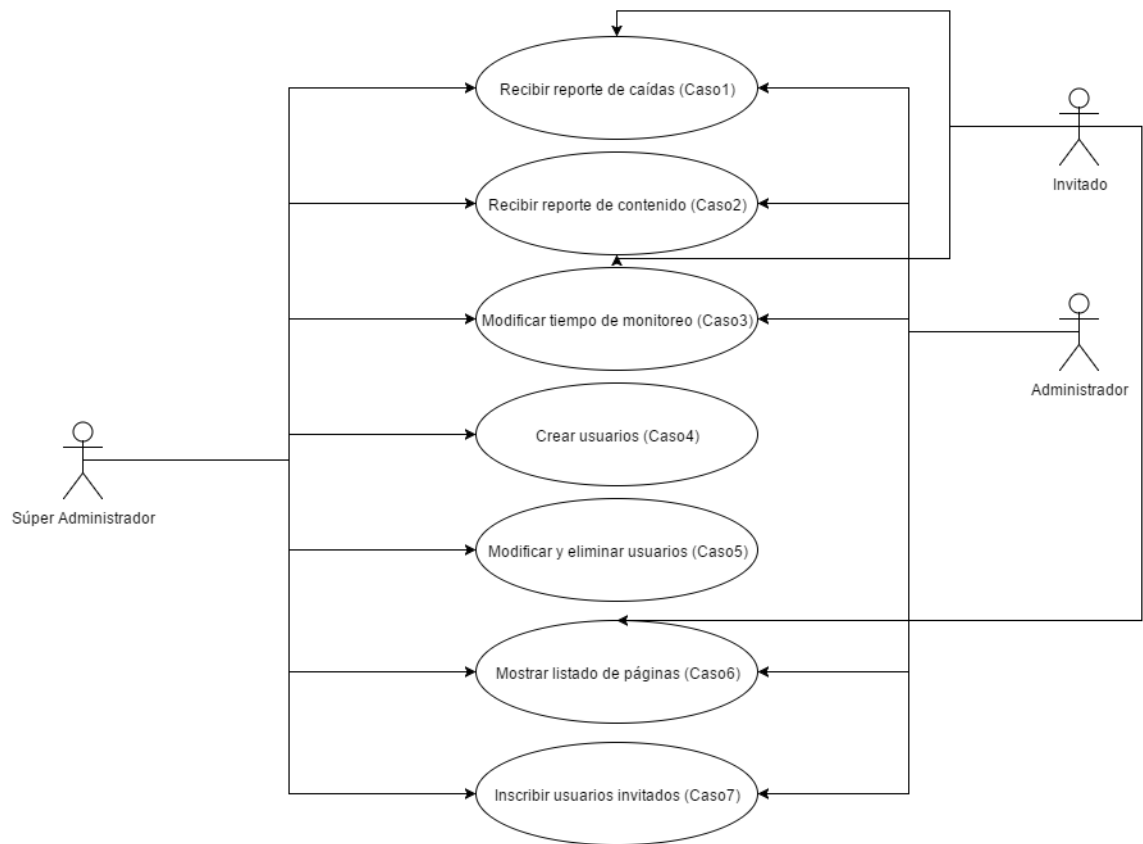 Recibir reporte de caídas (Caso1)
Invitado
Recibir reporte de contenido (Caso2)
Modificar tiempo de monitoreo (Caso3)
Administrador
Crear usuarios (Caso4)
Súper Administrador
Modificar y eliminar usuarios (Caso5)
Mostrar listado de páginas (Caso6)
Inscribir usuarios invitados (Caso7)